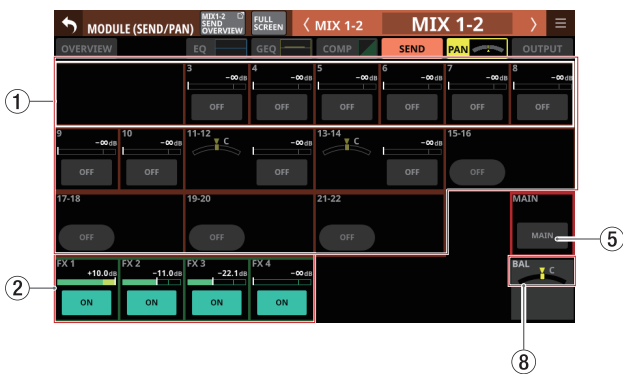 MODULE (SEND/PAN)
MIX1-2
SEND
OVERVIEW
FULL
SCREEN
MIX 1-2
MIX 1-2
OVERVIEW
EQ
GEQ
COMP
SEND
PAN
OUTPUT
1
3
-∞dB
OFF
4
-∞dB
OFF
5
-∞dB
OFF
6
-∞dB
OFF
7
-∞dB
OFF
8
-∞dB
OFF
9
-∞dB
OFF
10
-∞dB
OFF
11-12
C
-∞dB
OFF
13-14
C
-∞dB
OFF
15-16
OFF
17-18
OFF
19-20
OFF
21-22
OFF
MAIN
MAIN
5
2
FX 1
+10.0dB
ON
FX 2
-11.0dB
ON
FX 3
-22.1dB
ON
FX 4
-∞dB
ON
BAL
C
8